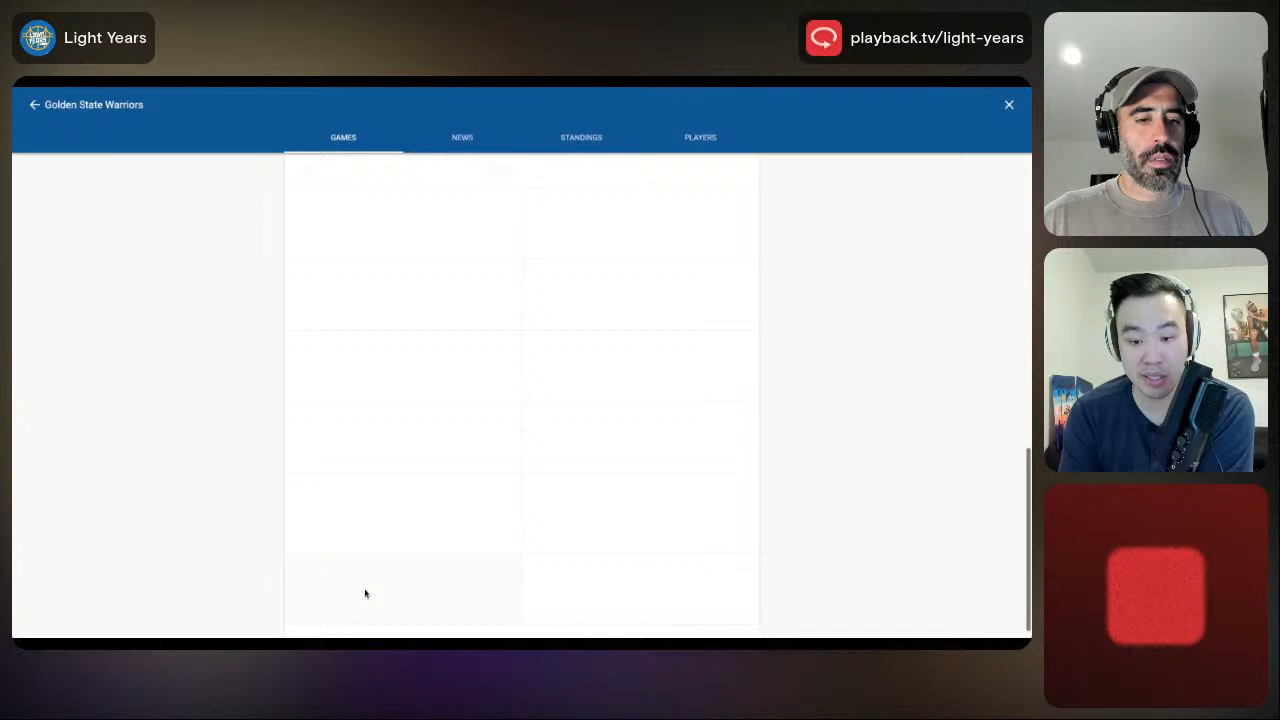 Light Years
playback.tv/light-years
Golden State Warriors
GAMES
NEWS
STANDINGS
PLAYERS